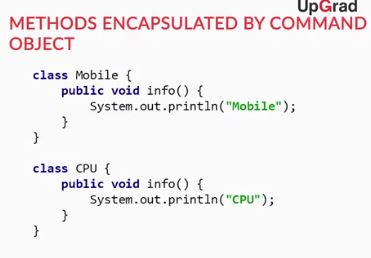 UpGrad
METHODS ENCAPSULATED BY COMMAND
OBJECT
class Mobile {
    public void info() {
        System.out.println("Mobile");
    }
}
class CPU {
    public void info() {
        System.out.println("CPU");
    }
}